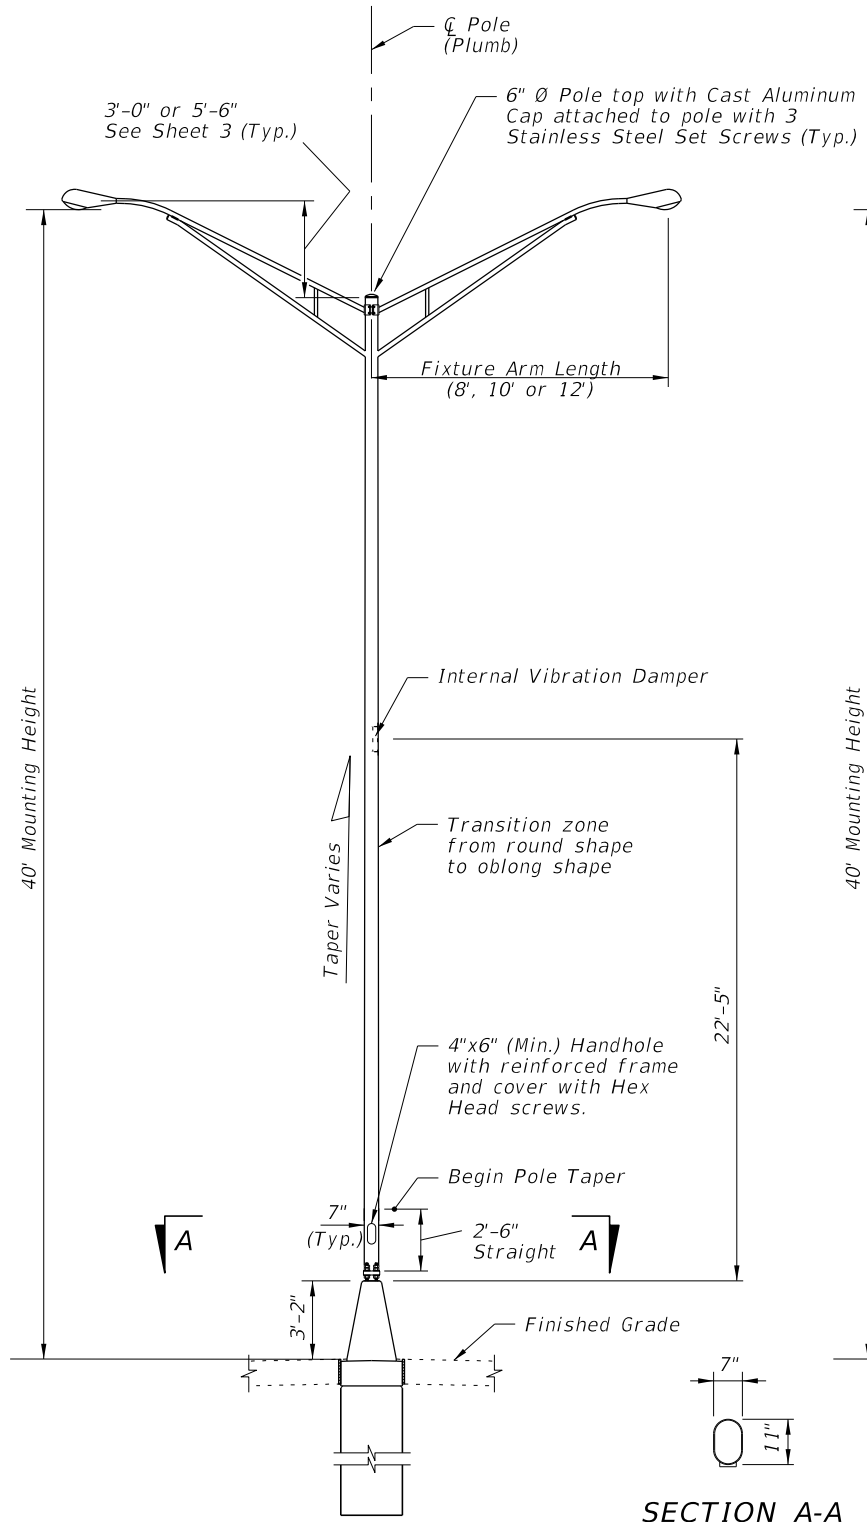 ℄ Pole
(Plumb)
3'-0" or 5'-6"
See Sheet 3 (Typ.)
6" Ø Pole top with Cast Aluminum
Cap attached to pole with 3
Stainless Steel Set Screws (Typ.)
Fixture Arm Length
(8', 10' or 12')
40' Mounting Height
40' Mounting Height
Internal Vibration Damper
Transition zone
from round shape
to oblong shape
Taper Varies
22'-5"
4"x6" (Min.) Handhole
with reinforced frame
and cover with Hex
Head screws.
Begin Pole Taper
7"
(Typ.)
2'-6"
Straight
A
A
3'-2"
Finished Grade
7"
11"
SECTION A-A